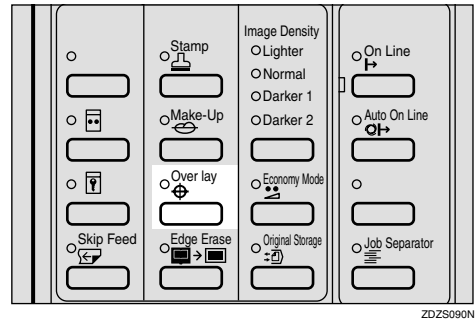 Stamp
Make-Up
Over lay
Skip Feed
Edge Erase
Image Density
Lighter
Normal
Darker 1
Darker 2
Economy Mode
Original Storage
On Line
Auto On Line
Job Separator
ZDZS090N